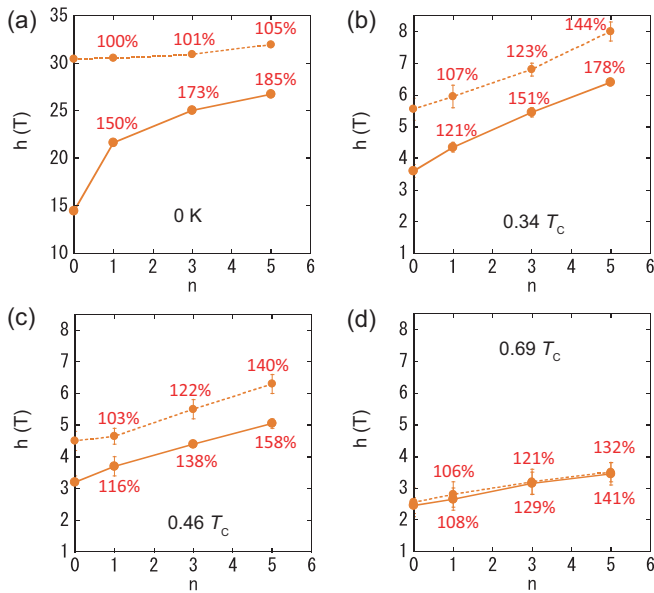 (a)
35
30
25
20
15
10
h (T)
100%
101%
105%
150%
173%
185%
0 K
0 1 2 3 4 5 6
n
(b)
8
7
6
5
4
3
2
1
h (T)
107%
123%
144%
121%
151%
178%
0.34 T_C
0 1 2 3 4 5 6
n
(c)
8
7
6
5
4
3
2
1
h (T)
103%
122%
140%
116%
138%
158%
0.46 T_C
0 1 2 3 4 5 6
n
(d)
8
7
6
5
4
3
2
1
h (T)
0.69 T_C
106%
121%
132%
108%
129%
141%
0 1 2 3 4 5 6
n